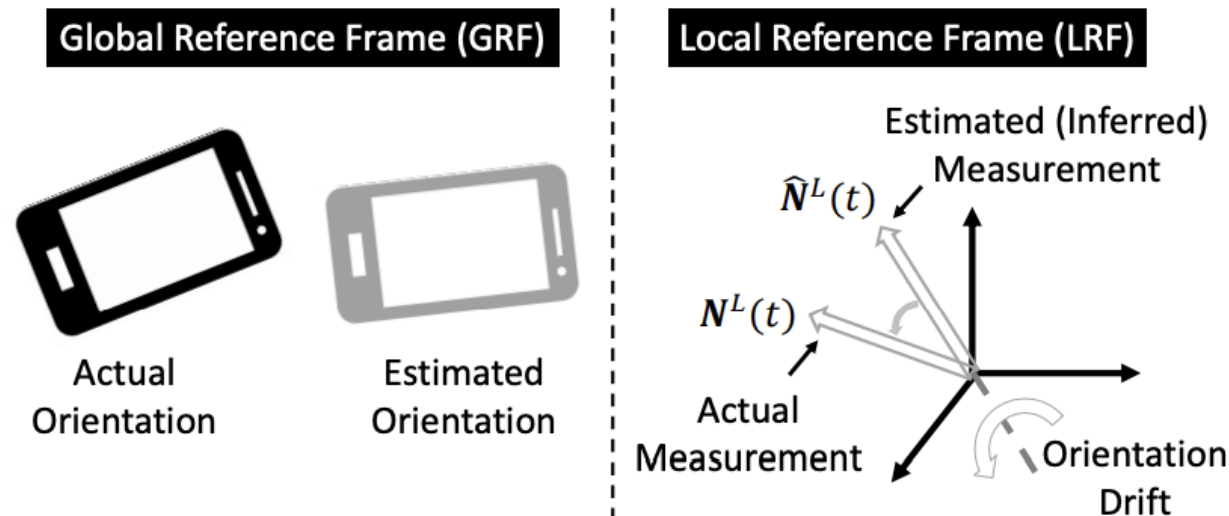 Global Reference Frame (GRF)
Actual
Orientation
Estimated
Orientation
Local Reference Frame (LRF)
Estimated (Inferred)
Measurement
N̂ᴸ(t)
Nᴸ(t)
Actual
Measurement
Orientation
Drift